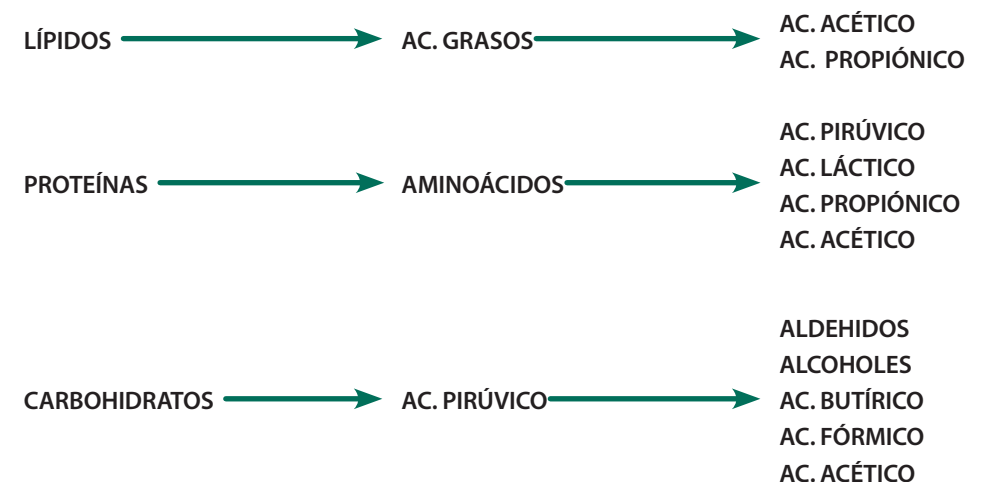 LÍPIDOS AC. GRASOS AC. ACÉTICO
AC. PROPIÓNICO
AC. PIRÚVICO
PROTEÍNAS AMINOÁCIDOS AC. LÁCTICO
AC. PROPIÓNICO
AC. ACÉTICO
ALDEHIDOS
ALCOHOLES
CARBOHIDRATOS AC. PIRÚVICO AC. BUTÍRICO
AC. FÓRMICO
AC. ACÉTICO